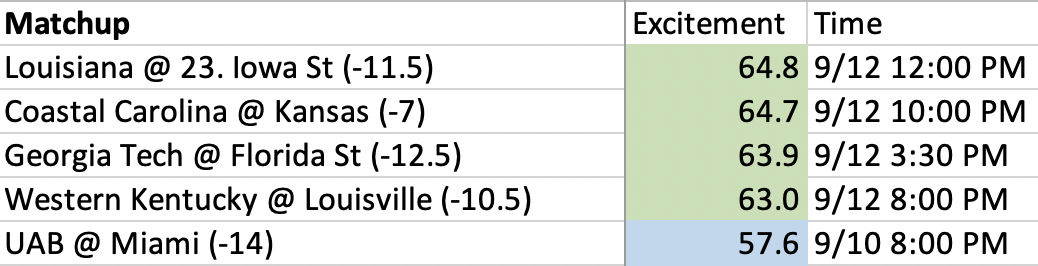 Matchup Excitement Time
Louisiana @ 23. Iowa St (-11.5) 64.8 9/12 12:00 PM
Coastal Carolina @ Kansas (-7) 64.7 9/12 10:00 PM
Georgia Tech @ Florida St (-12.5) 63.9 9/12 3:30 PM
Western Kentucky @ Louisville (-10.5) 63.0 9/12 8:00 PM
UAB @ Miami (-14) 57.6 9/10 8:00 PM